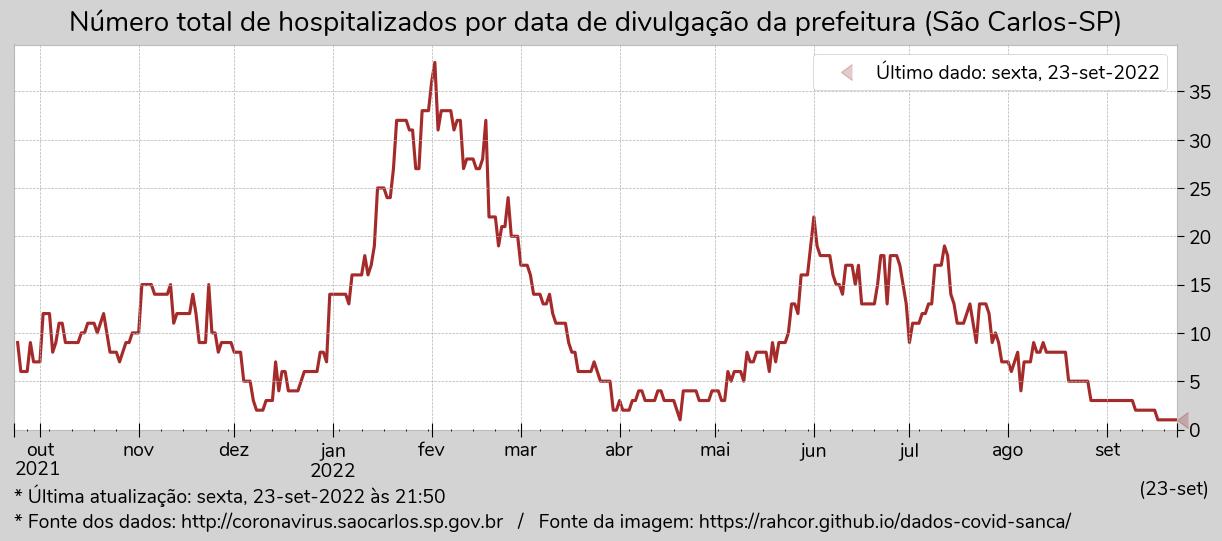 Número total de hospitalizados por data de divulgação da prefeitura (São Carlos-SP)
Último dado: sexta, 23-set-2022
35
30
25
20
15
10
5
0
out nov dez jan fev mar abr mai jun jul ago set
2021 2022
(23-set)
* Última atualização: sexta, 23-set-2022 às 21:50
* Fonte dos dados: http://coronavirus.saocarlos.sp.gov.br / Fonte da imagem: https://rahcor.github.io/dados-covid-sanca/